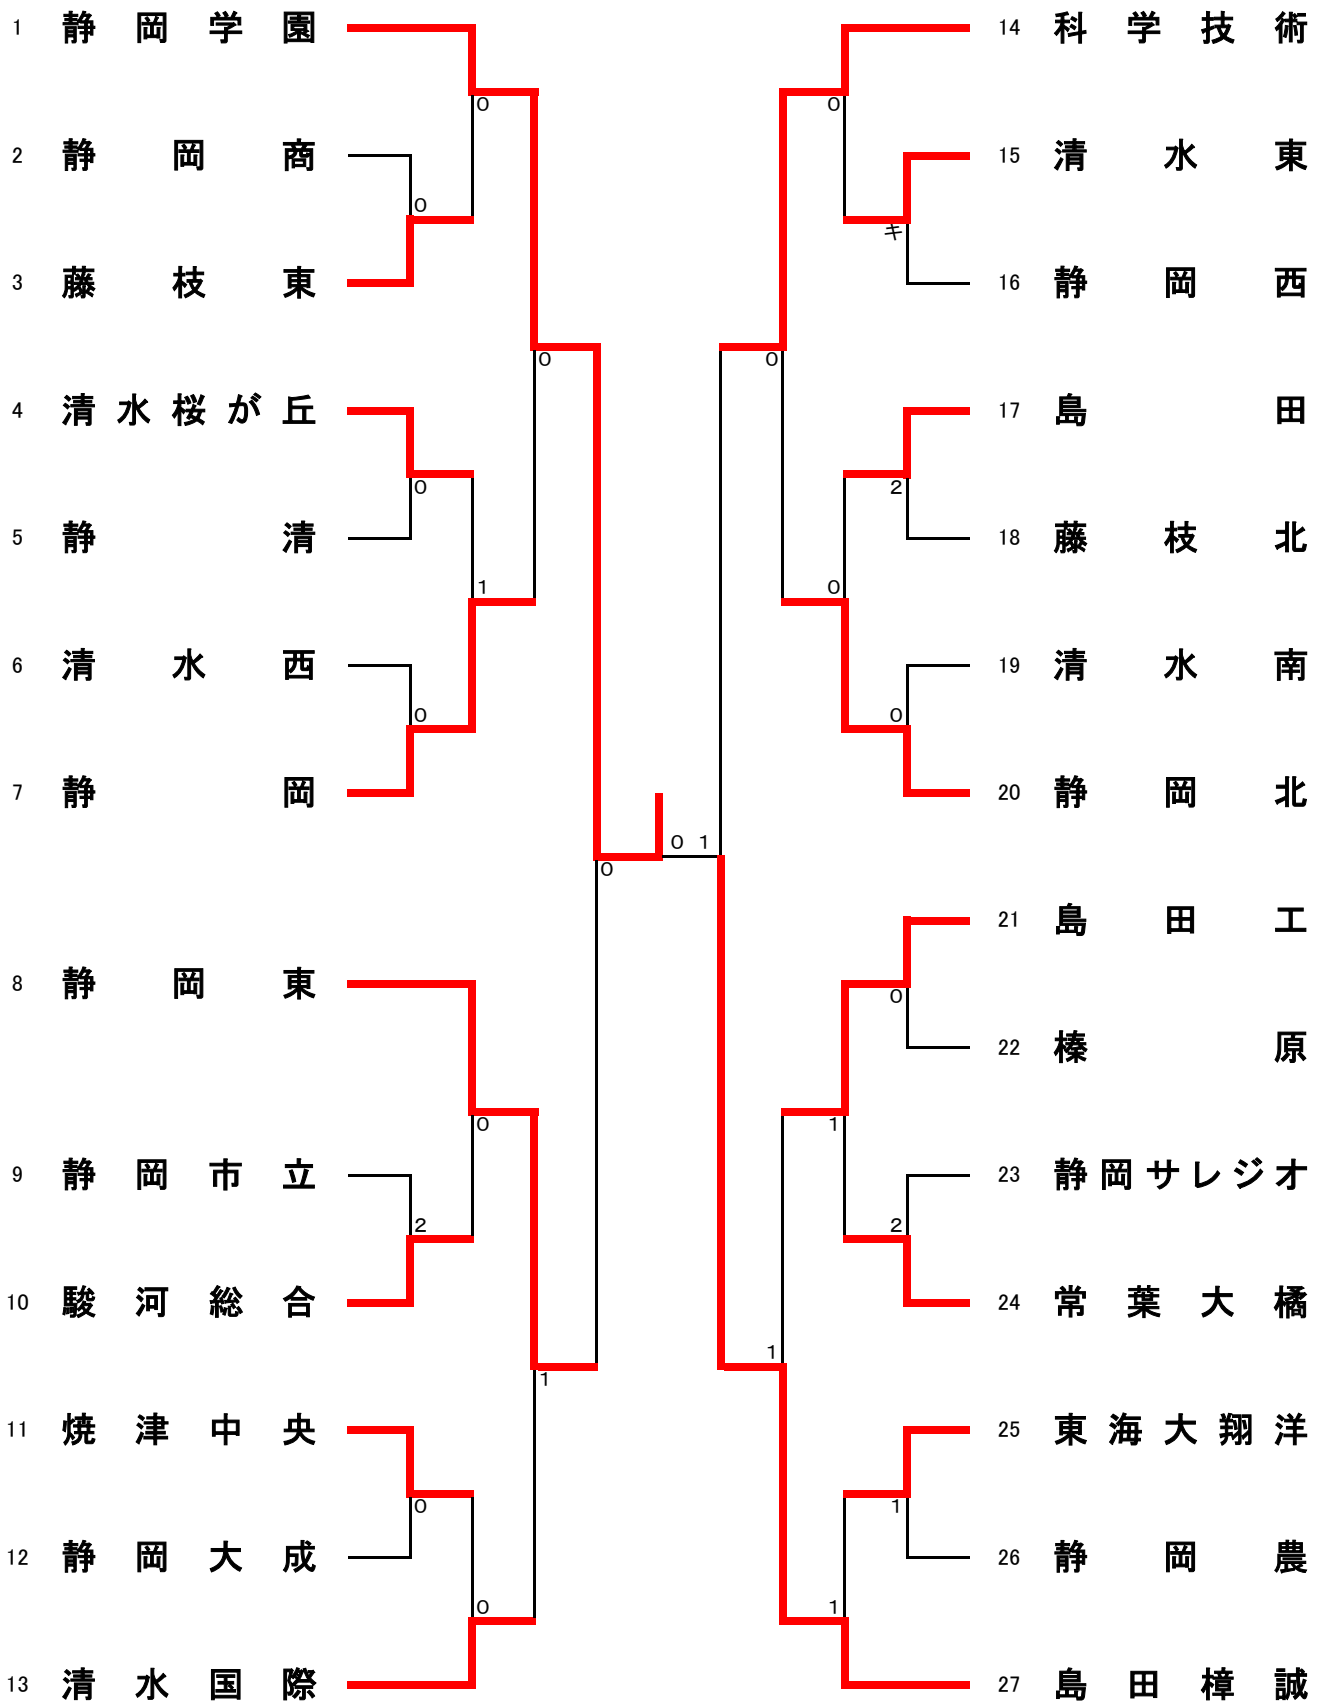 1 静岡学園
0
2 静岡商
0
3 藤枝東
0
4 清水桜が丘
0
5 静清
1
6 清水西
0
7 静岡
0 1
0
8 静岡東
0
9 静岡市立
2
10 駿河総合
1
11 焼津中央
0
12 静岡大成
0
13 清水国際
14 科学技術
0
15 清水東
キ
16 静岡西
0
17 島田
2
18 藤枝北
0
19 清水南
0
20 静岡北
21 島田工
0
22 榛原
1
23 静岡サレジオ
2
24 常葉大橘
1
25 東海大翔洋
1
26 静岡農
1
27 島田樟誠